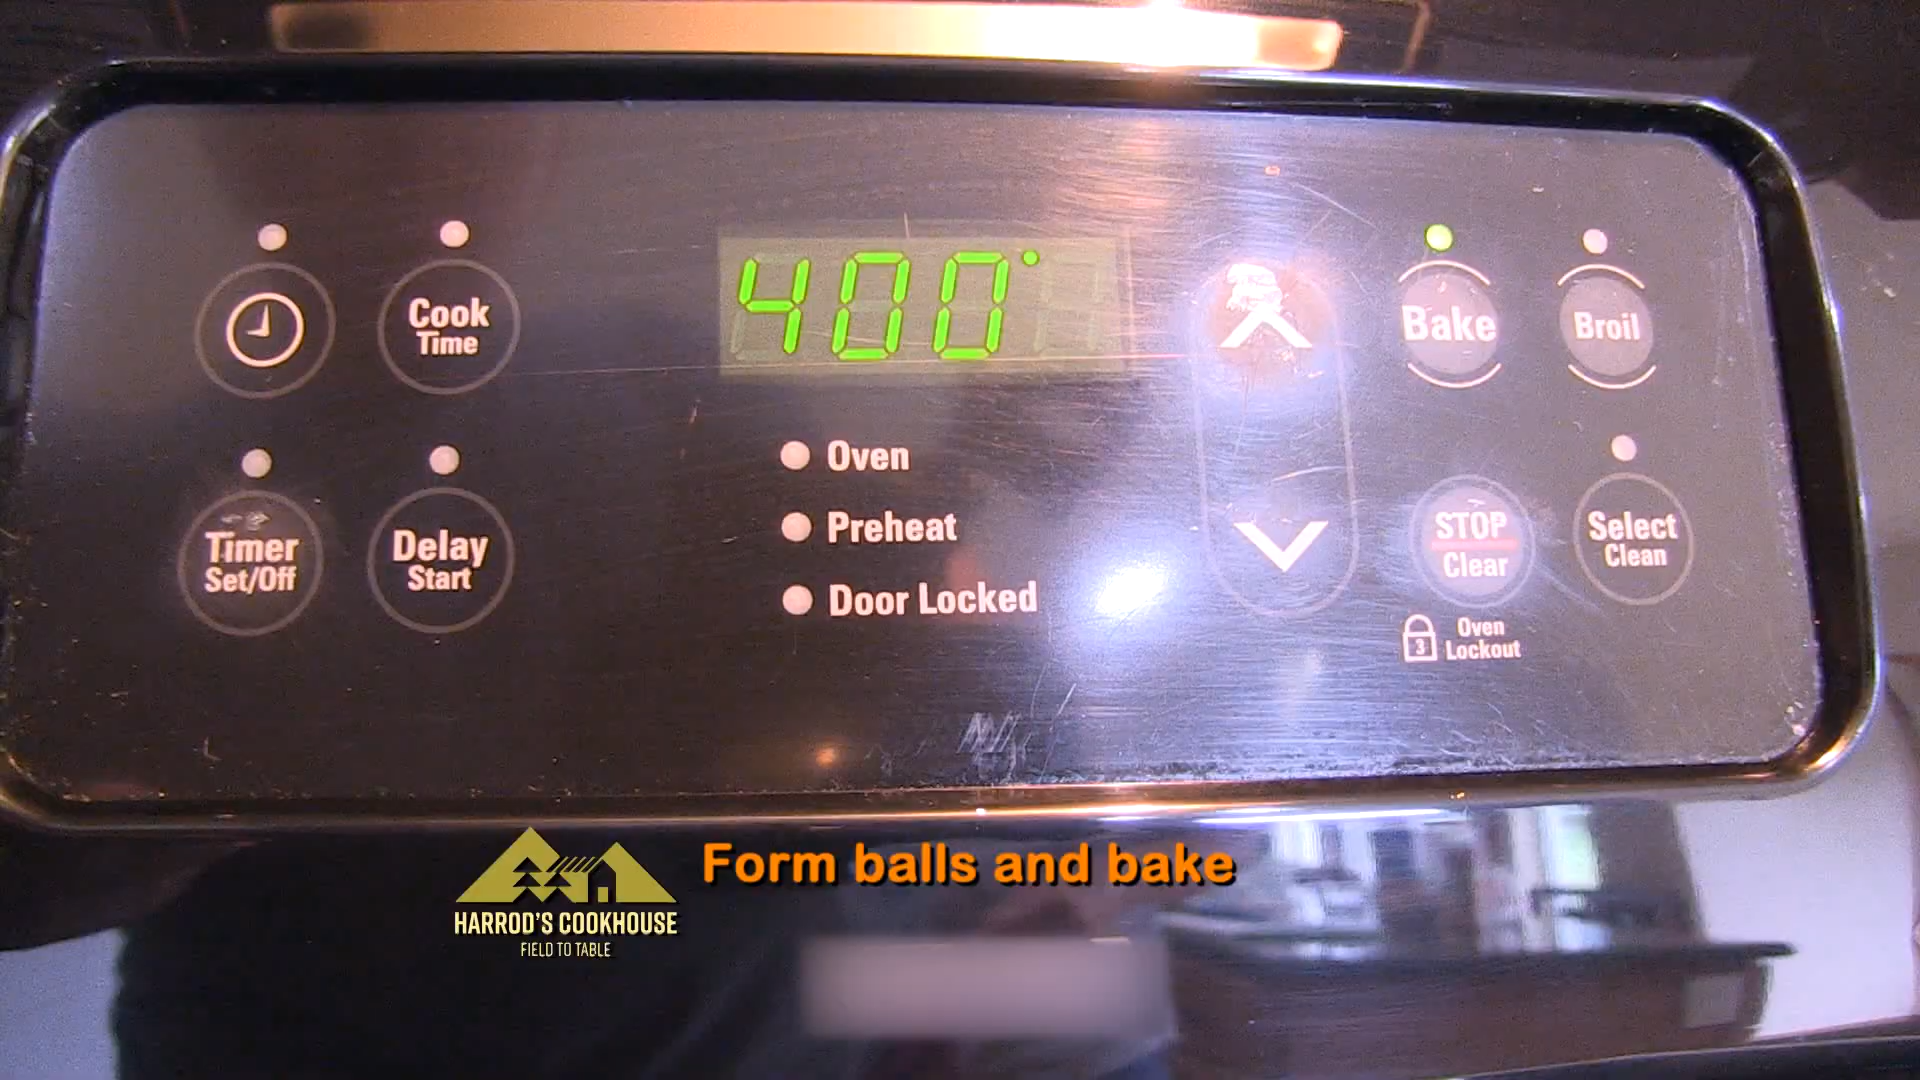 400°
Cook
Time
Bake
Broil
Oven
Preheat
Door Locked
Timer
Set/Off
Delay
Start
STOP
Clear
Select
Clean
3
Oven
Lockout
Form balls and bake
HARROD'S COOKHOUSE
FIELD TO TABLE